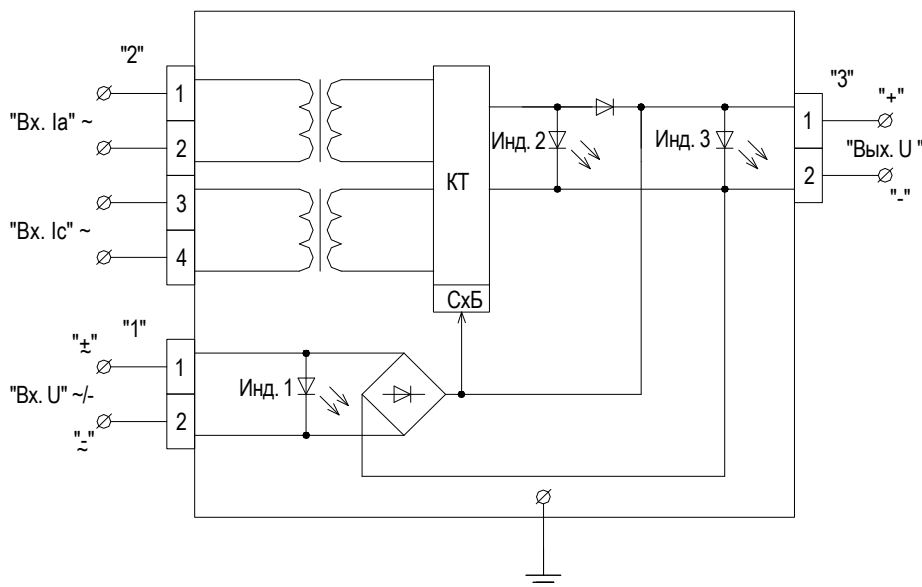 "2"
1
"Вх. Ia" ~
2
3
"Вх. Ic" ~
4
КТ
СхБ
Инд. 2
Инд. 3
"3"
1
"+"
"Вых. U "
2
"-"
"1"
"±"
~
1
"Вх. U" ~/-
2
"-"
~
Инд. 1